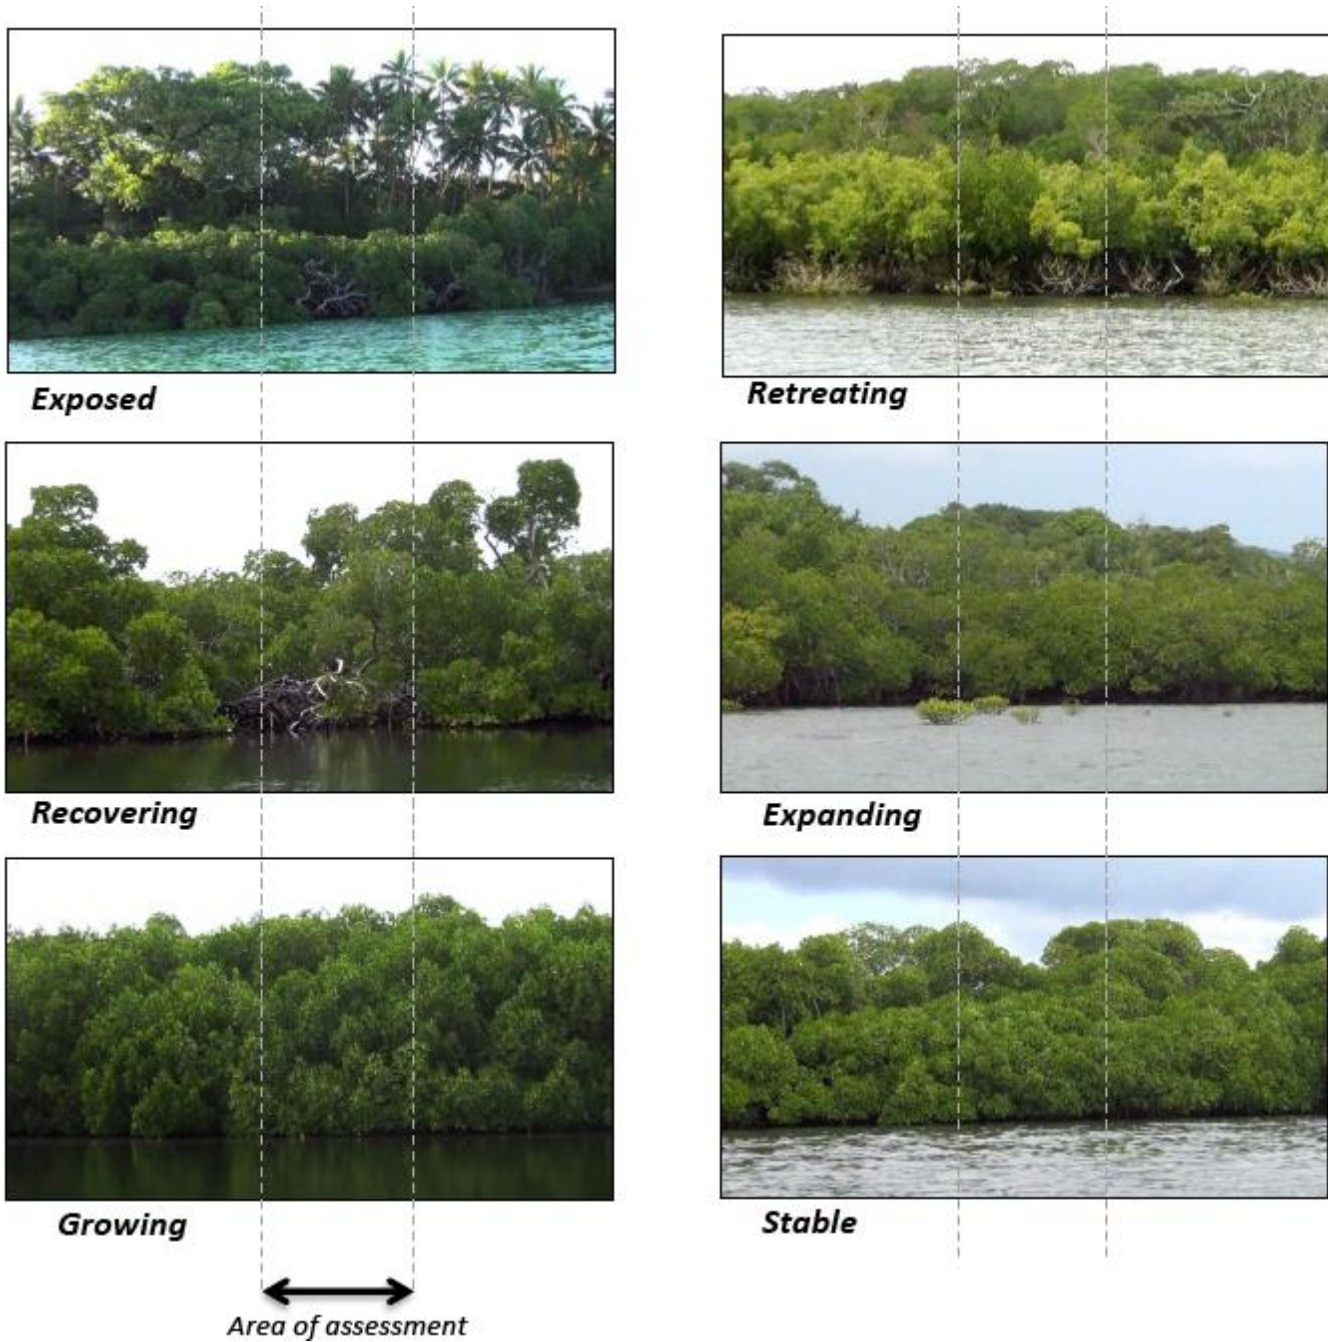 Exposed
Retreating
Recovering
Expanding
Growing
Stable
Area of assessment